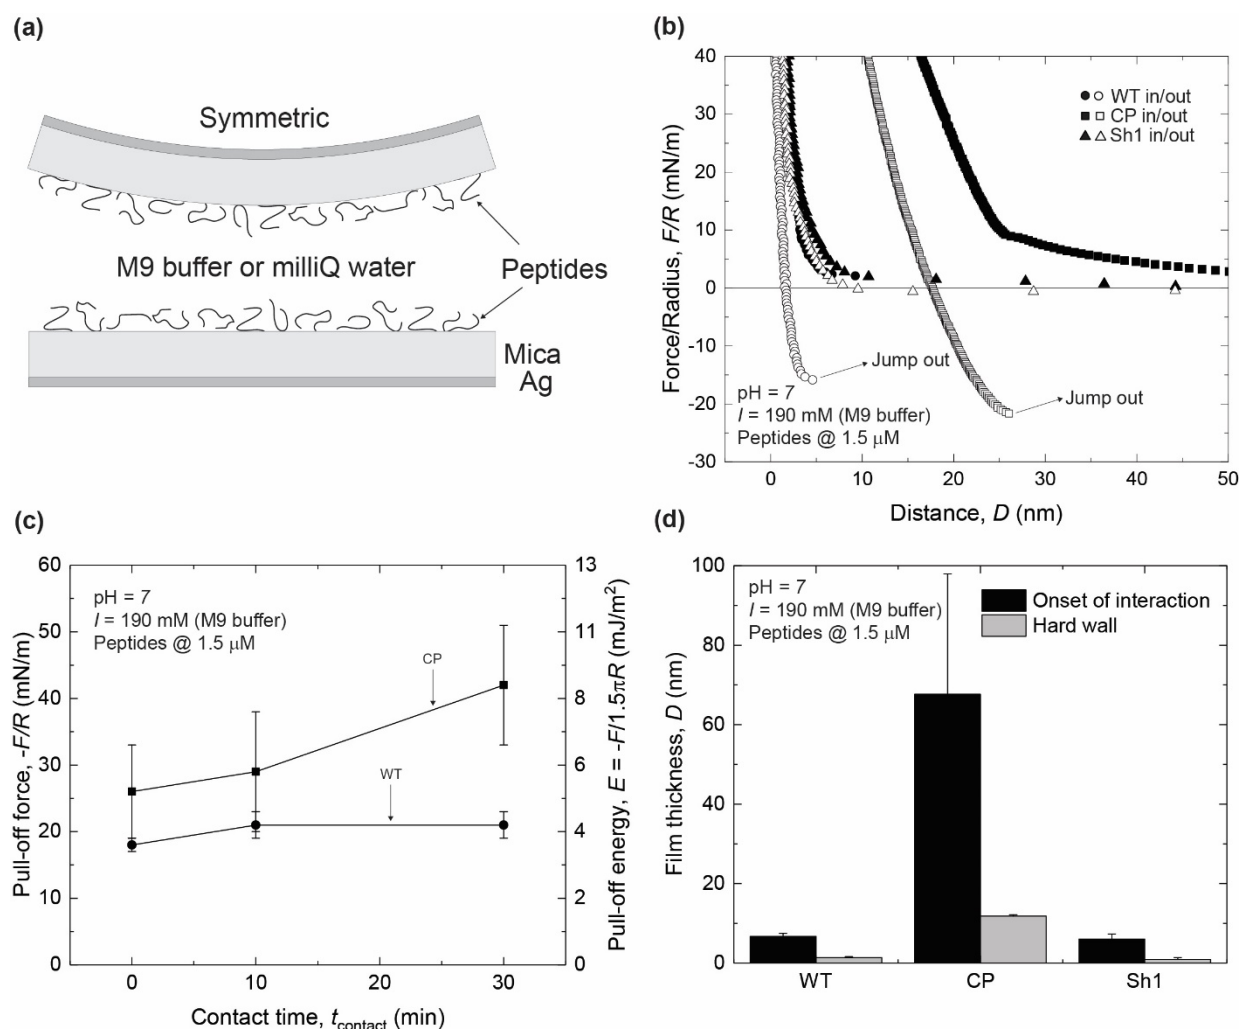 (a)
Symmetric
M9 buffer or milliQ water
Peptides
Mica
Ag
(b)
Force/Radius, F/R (mN/m)
40
30
20
10
0
-10
-20
-30
WT in/out
CP in/out
Sh1 in/out
Jump out
Jump out
pH = 7
I = 190 mM (M9 buffer)
Peptides @ 1.5 μM
0 10 20 30 40 50
Distance, D (nm)
(c)
Pull-off force, -F/R (mN/m)
60
50
40
30
20
10
0
pH = 7
I = 190 mM (M9 buffer)
Peptides @ 1.5 μM
CP
WT
13
11
8
6
4
2
0
Pull-off energy, E = -F/1.5πR (mJ/m²)
0 10 20 30
Contact time, t_contact (min)
(d)
Film thickness, D (nm)
100
80
60
40
20
0
pH = 7
I = 190 mM (M9 buffer)
Peptides @ 1.5 μM
Onset of interaction
Hard wall
WT CP Sh1